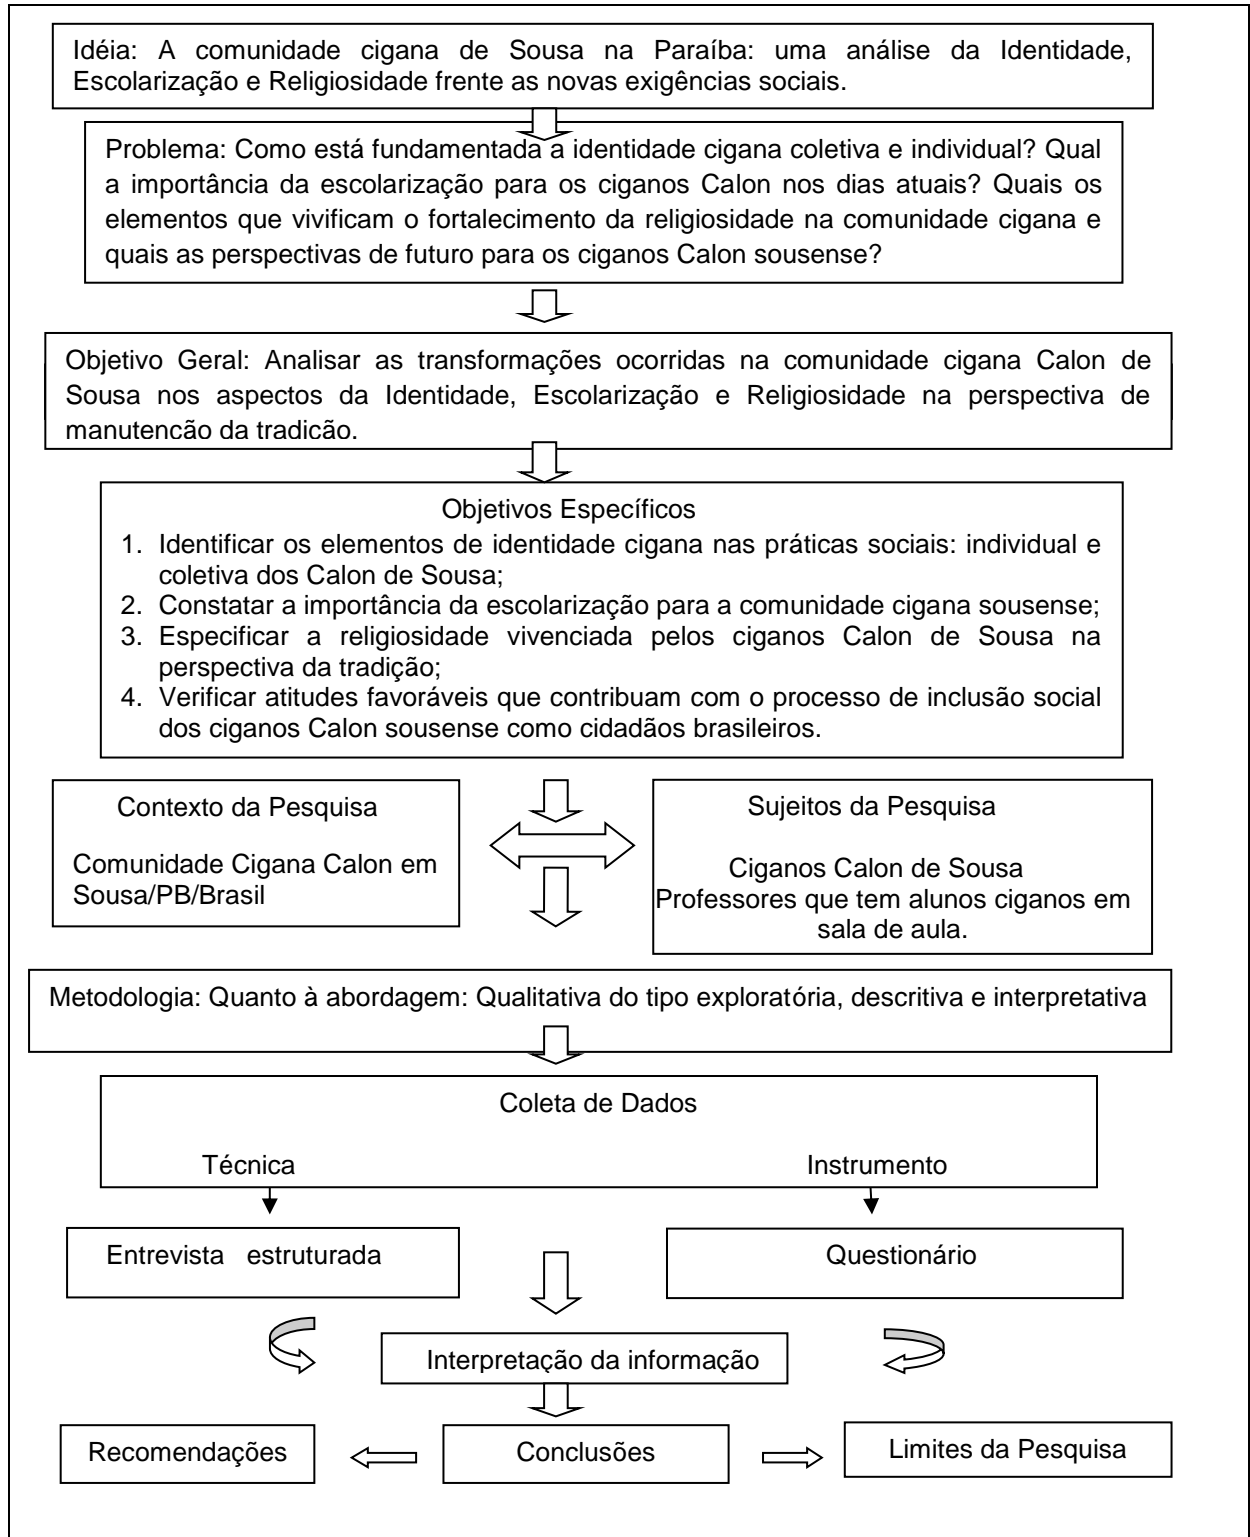 Idéia: A comunidade cigana de Sousa na Paraíba: uma análise da Identidade,
Escolarização e Religiosidade frente as novas exigências sociais.
Problema: Como está fundamentada a identidade cigana coletiva e individual? Qual
a importância da escolarização para os ciganos Calon nos dias atuais? Quais os
elementos que vivificam o fortalecimento da religiosidade na comunidade cigana e
quais as perspectivas de futuro para os ciganos Calon sousense?
Objetivo Geral: Analisar as transformações ocorridas na comunidade cigana Calon de
Sousa nos aspectos da Identidade, Escolarização e Religiosidade na perspectiva de
manutenção da tradição.
Objetivos Específicos
1. Identificar os elementos de identidade cigana nas práticas sociais: individual e
coletiva dos Calon de Sousa;
2. Constatar a importância da escolarização para a comunidade cigana sousense;
3. Especificar a religiosidade vivenciada pelos ciganos Calon de Sousa na
perspectiva da tradição;
4. Verificar atitudes favoráveis que contribuam com o processo de inclusão social
dos ciganos Calon sousense como cidadãos brasileiros.
Contexto da Pesquisa
Comunidade Cigana Calon em
Sousa/PB/Brasil
Sujeitos da Pesquisa
Ciganos Calon de Sousa
Professores que tem alunos ciganos em
sala de aula.
Metodologia: Quanto à abordagem: Qualitativa do tipo exploratória, descritiva e interpretativa
Coleta de Dados
Técnica
Instrumento
Entrevista estruturada
Questionário
Interpretação da informação
Recomendações
Conclusões
Limites da Pesquisa